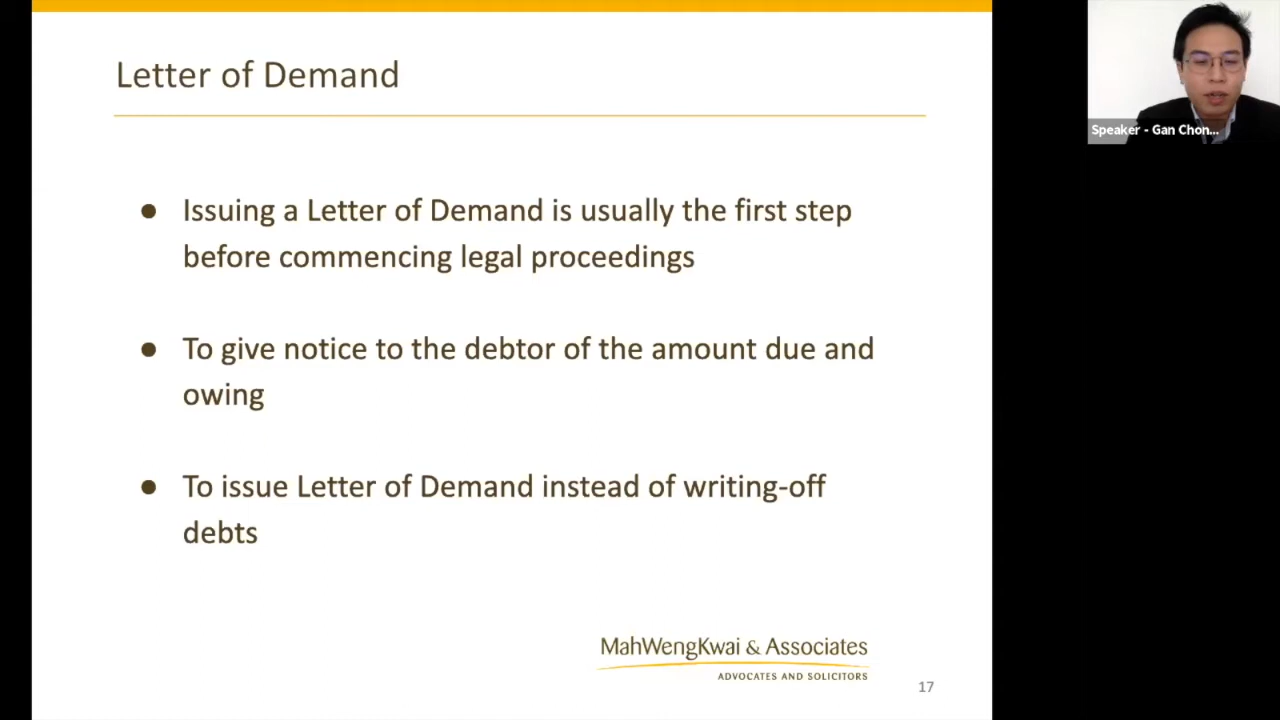 Letter of Demand
Speaker - Gan Chon...
● Issuing a Letter of Demand is usually the first step
before commencing legal proceedings
● To give notice to the debtor of the amount due and
owing
● To issue Letter of Demand instead of writing-off
debts
MahWengKwai & Associates
ADVOCATES AND SOLICITORS
17